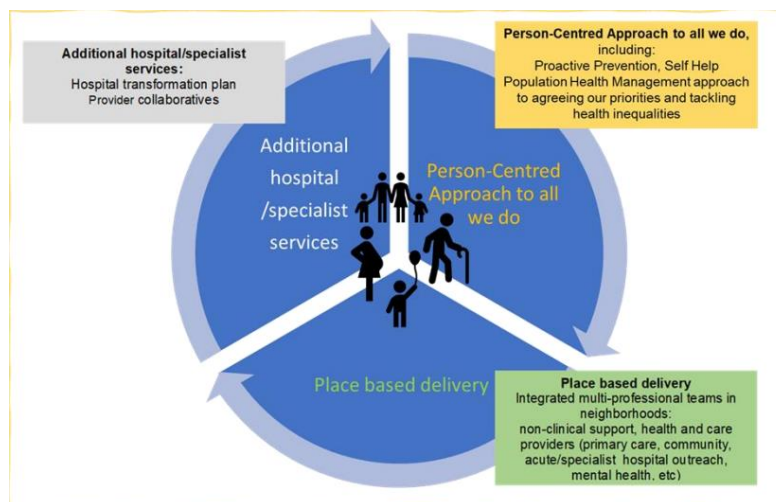 Additional hospital/specialist
services:
Hospital transformation plan
Provider collaboratives
Person-Centred Approach to all we do,
including:
Proactive Prevention, Self Help
Population Health Management approach
to agreeing our priorities and tackling
health inequalities
Additional
hospital
/specialist
services
Person-Centred
Approach to all
we do
Place based delivery
Place based delivery
Integrated multi-professional teams in
neighborhoods:
non-clinical support, health and care
providers (primary care, community,
acute/specialist hospital outreach,
mental health, etc)